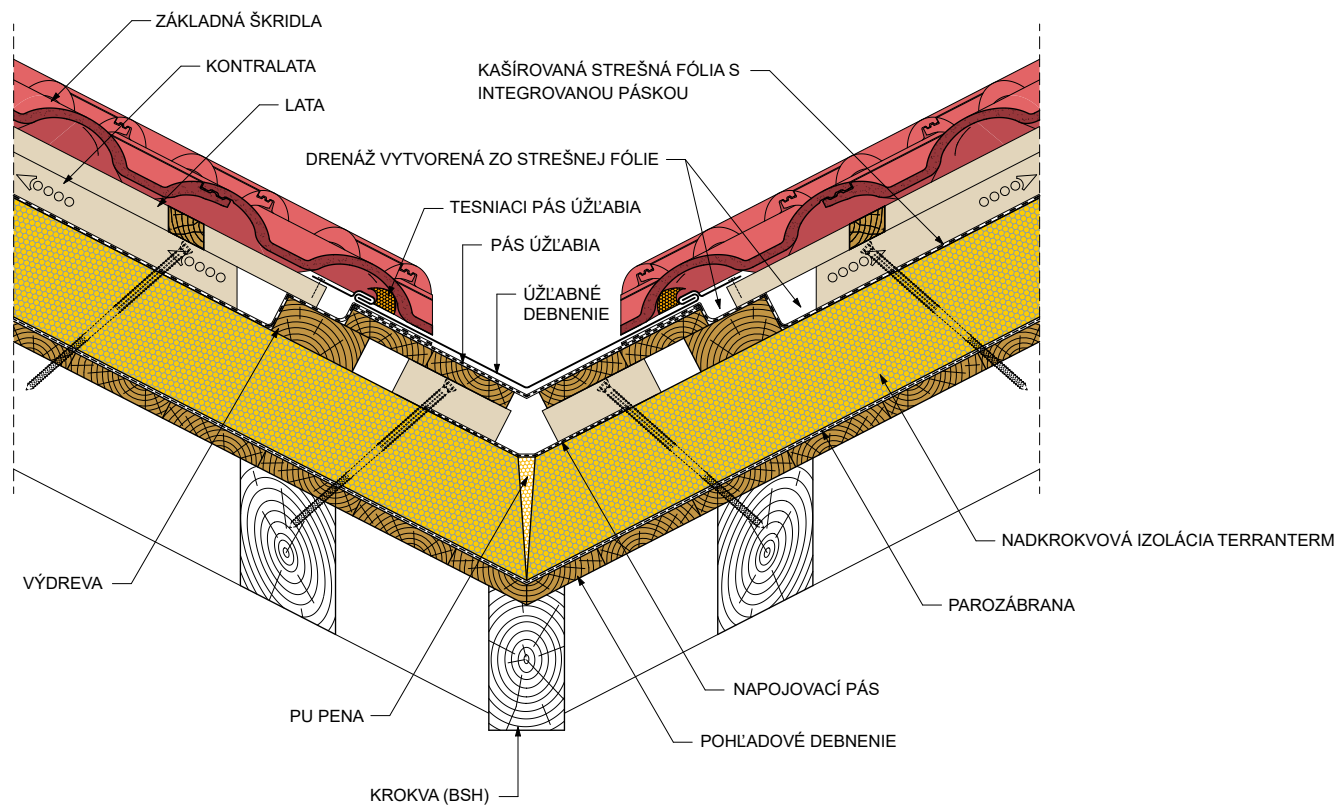 ZÁKLADNÁ ŠKRIDLA
KONTRALATA
LATA
KAŠÍROVANÁ STREŠNÁ FÓLIA S
INTEGROVANOU PÁSKOU
DRENÁŽ VYTVORENÁ ZO STREŠNEJ FÓLIE
TESNIACI PÁS ÚŽĽABIA
PÁS ÚŽĽABIA
ÚŽĽABNÉ
DEBNENIE
NADKROKVOVÁ IZOLÁCIA TERRANTERM
VÝDREVA
PAROZÁBRANA
NAPOJOVACÍ PÁS
PU PENA
POHĽADOVÉ DEBNENIE
KROKVA (BSH)